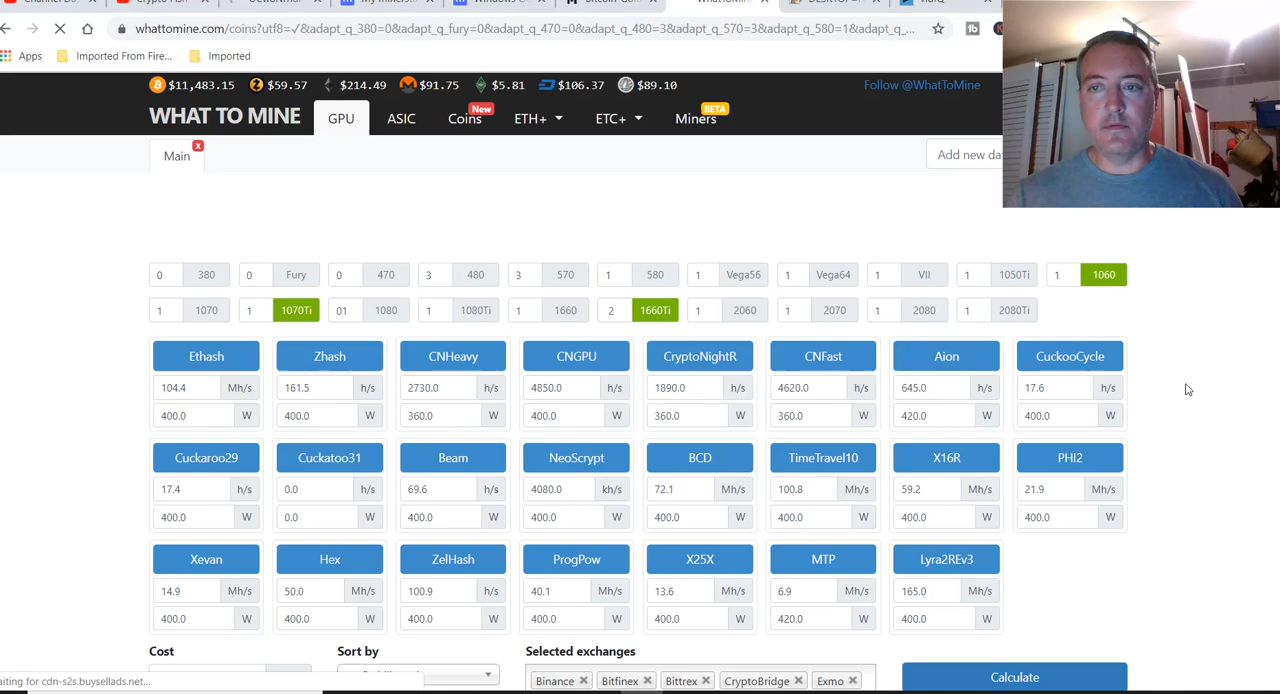 Channel Da
Crypto
My
Windows
WhatToMine
DESKTOP
whattomine.com/coins?utf8=√&adapt_q_380=0&adapt_q_fury=0&adapt_q_470=0&adapt_q_480=3&adapt_q_570=3&adapt_q_580=1&adapt_q_...
Apps Imported From Fire... Imported
$11,483.15 $59.57 $214.49 $91.75 $5.81 $106.37 $89.10 Follow @WhatToMine
WHAT TO MINE GPU ASIC Coins New ETH+ ETC+ Miners BETA
Main x Add new da
0 380 0 Fury 0 470 3 480 3 570 1 580 1 Vega56 1 Vega64 1 VII 1 1050Ti 1 1060
1 1070 1 1070Ti 01 1080 1 1080Ti 1 1660 2 1660Ti 1 2060 1 2070 1 2080 1 2080Ti
Ethash Zhash CNHeavy CNGPU CryptoNightR CNFast Aion CuckooCycle
104.4 Mh/s 161.5 h/s 2730.0 h/s 4850.0 h/s 1890.0 h/s 4620.0 h/s 645.0 h/s 17.6 h/s
400.0 W 400.0 W 360.0 W 400.0 W 360.0 W 360.0 W 420.0 W 400.0 W
Cuckaroo29 Cuckatoo31 Beam NeoScrypt BCD TimeTravel10 X16R PHI2
17.4 h/s 0.0 h/s 69.6 h/s 4080.0 kh/s 72.1 Mh/s 100.8 Mh/s 59.2 Mh/s 21.9 Mh/s
400.0 W 0.0 W 400.0 W 400.0 W 400.0 W 400.0 W 400.0 W 400.0 W
Xevan Hex ZelHash ProgPow X25X MTP Lyra2REv3
14.9 Mh/s 50.0 Mh/s 100.9 h/s 40.1 Mh/s 13.6 Mh/s 6.9 Mh/s 165.0 Mh/s
400.0 W 400.0 W 400.0 W 400.0 W 400.0 W 420.0 W 400.0 W
Cost Sort by Selected exchanges
Binance Bitfinex Bittrex CryptoBridge Exmo Calculate
aiting for cdn-s2s.buysellads.net...